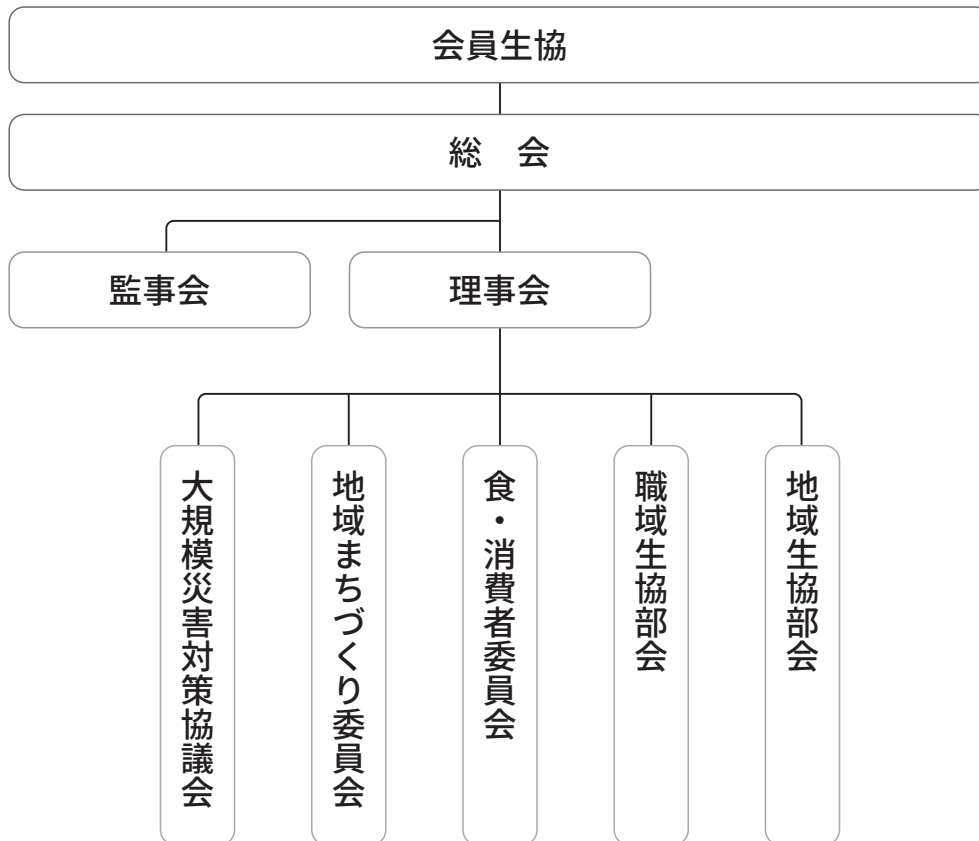 会員生協
総　会
監事会
理事会
大規模災害対策協議会
地域まちづくり委員会
食・消費者委員会
職域生協部会
地域生協部会